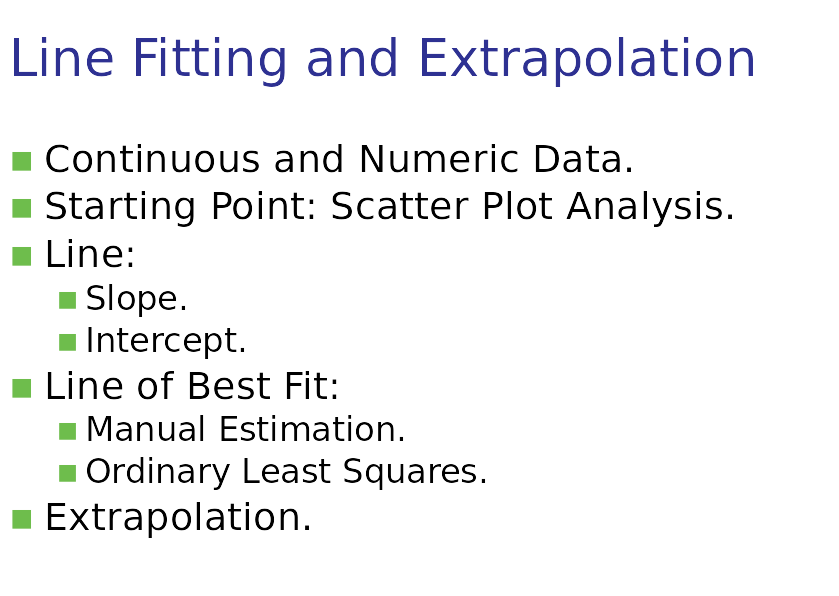 Line Fitting and Extrapolation
Continuous and Numeric Data.
Starting Point: Scatter Plot Analysis.
Line:
Slope.
Intercept.
Line of Best Fit:
Manual Estimation.
Ordinary Least Squares.
Extrapolation.